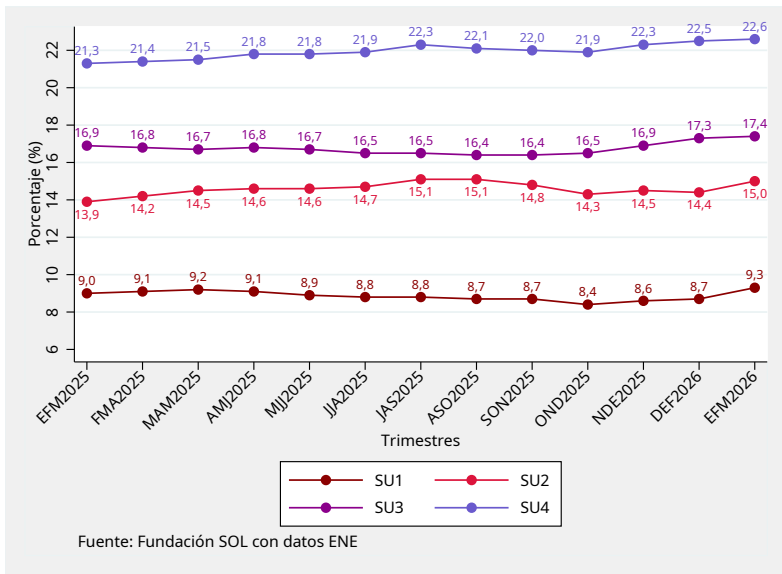 22
20
18
16
14
12
10
8
6
Porcentaje (%)
21,3 21,4 21,5 21,8 21,8 21,9 22,3 22,1 22,0 21,9 22,3 22,5 22,6
16,9 16,8 16,7 16,8 16,7 16,5 16,5 16,4 16,4 16,5 16,9 17,3 17,4
13,9 14,2 14,5 14,6 14,6 14,7 15,1 15,1 14,8 14,3 14,5 14,4 15,0
9,0 9,1 9,2 9,1 8,9 8,8 8,8 8,7 8,7 8,4 8,6 8,7 9,3
EFM2025 FMA2025 MAM2025 AMJ2025 MJJ2025 JJA2025 JAS2025 ASO2025 SON2025 OND2025 NDE2025 DEF2026 EFM2026
Trimestres
SU1 SU2
SU3 SU4
Fuente: Fundación SOL con datos ENE